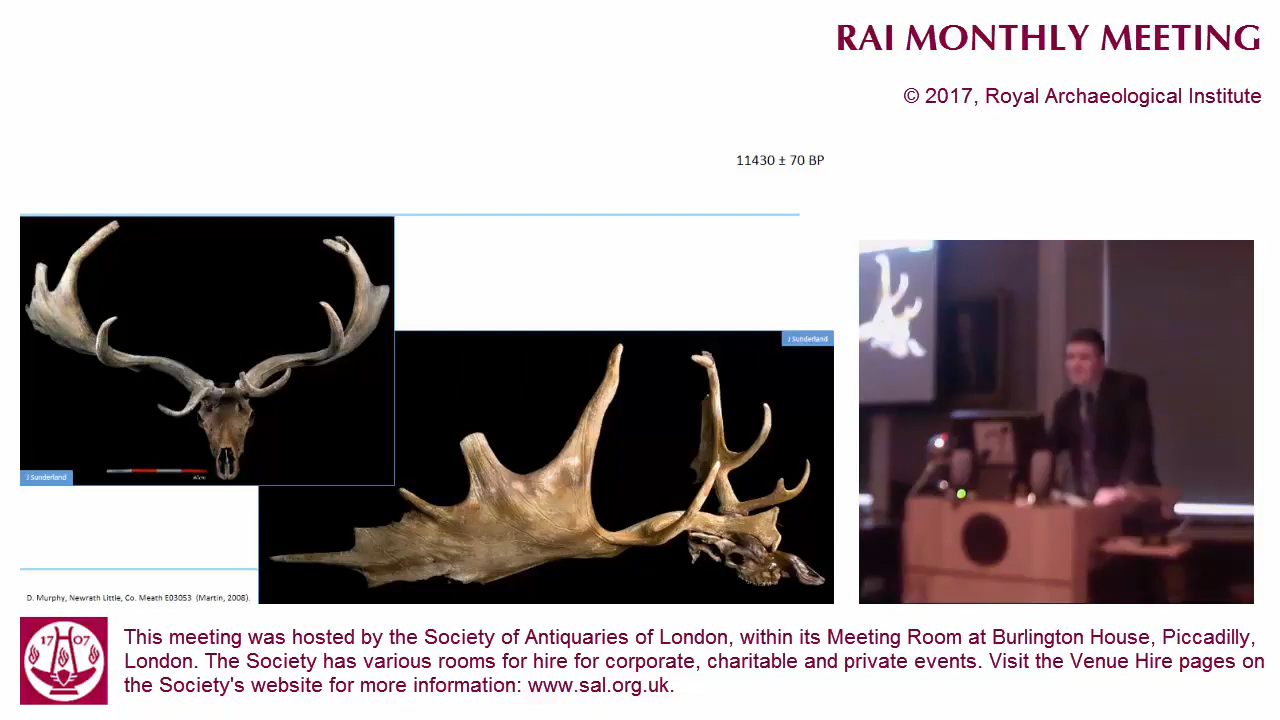 RAI MONTHLY MEETING
© 2017, Royal Archaeological Institute
11430 ± 70 BP
J Sunderland
J Sunderland
D. Murphy, Newrath Little, Co. Meath E03053 (Martin, 2008).
17 07
This meeting was hosted by the Society of Antiquaries of London, within its Meeting Room at Burlington House, Piccadilly,
London. The Society has various rooms for hire for corporate, charitable and private events. Visit the Venue Hire pages on
the Society's website for more information: www.sal.org.uk.